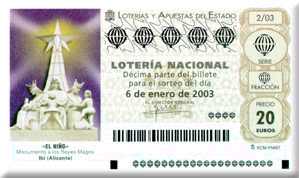 LOTERÍAS Y APUESTAS DEL ESTADO
2/03
SERIE
LOTERÍA NACIONAL
Décima parte del billete
para el sorteo del día
6 de enero de 2003
EL DIRECTOR GENERAL
FRACCIÓN
PRECIO
20
EUROS
«EL NIÑO»
Monumento a los Reyes Magos
Ibi (Alicante)
RCM-FNMT